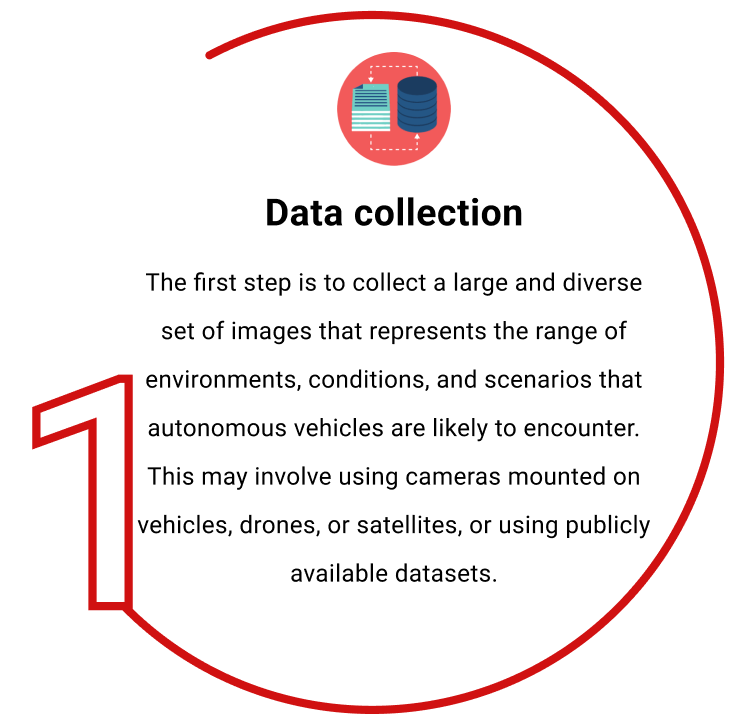 Data collection
The first step is to collect a large and diverse
set of images that represents the range of
environments, conditions, and scenarios that
autonomous vehicles are likely to encounter.
This may involve using cameras mounted on
vehicles, drones, or satellites, or using publicly
available datasets.
1